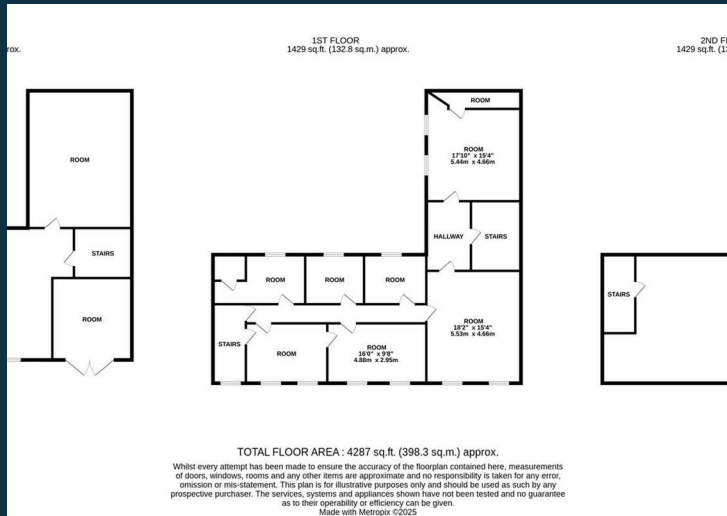 rox.
1ST FLOOR
1429 sq.ft. (132.8 sq.m.) approx.
2ND F
1429 sq.ft. (1
ROOM
STAIRS
ROOM
ROOM
ROOM
17'10" x 15'4"
5.44m x 4.66m
HALLWAY
STAIRS
ROOM
ROOM
ROOM
ROOM
18'2" x 15'4"
5.53m x 4.66m
STAIRS
ROOM
ROOM
16'0" x 9'8"
4.88m x 2.95m
STAIRS
TOTAL FLOOR AREA : 4287 sq.ft. (398.3 sq.m.) approx.
Whilst every attempt has been made to ensure the accuracy of the floorplan contained here, measurements
of doors, windows, rooms and any other items are approximate and no responsibility is taken for any error,
omission or mis-statement. This plan is for illustrative purposes only and should be used as such by any
prospective purchaser. The services, systems and appliances shown have not been tested and no guarantee
as to their operability or efficiency can be given.
Made with Metropix ©2025